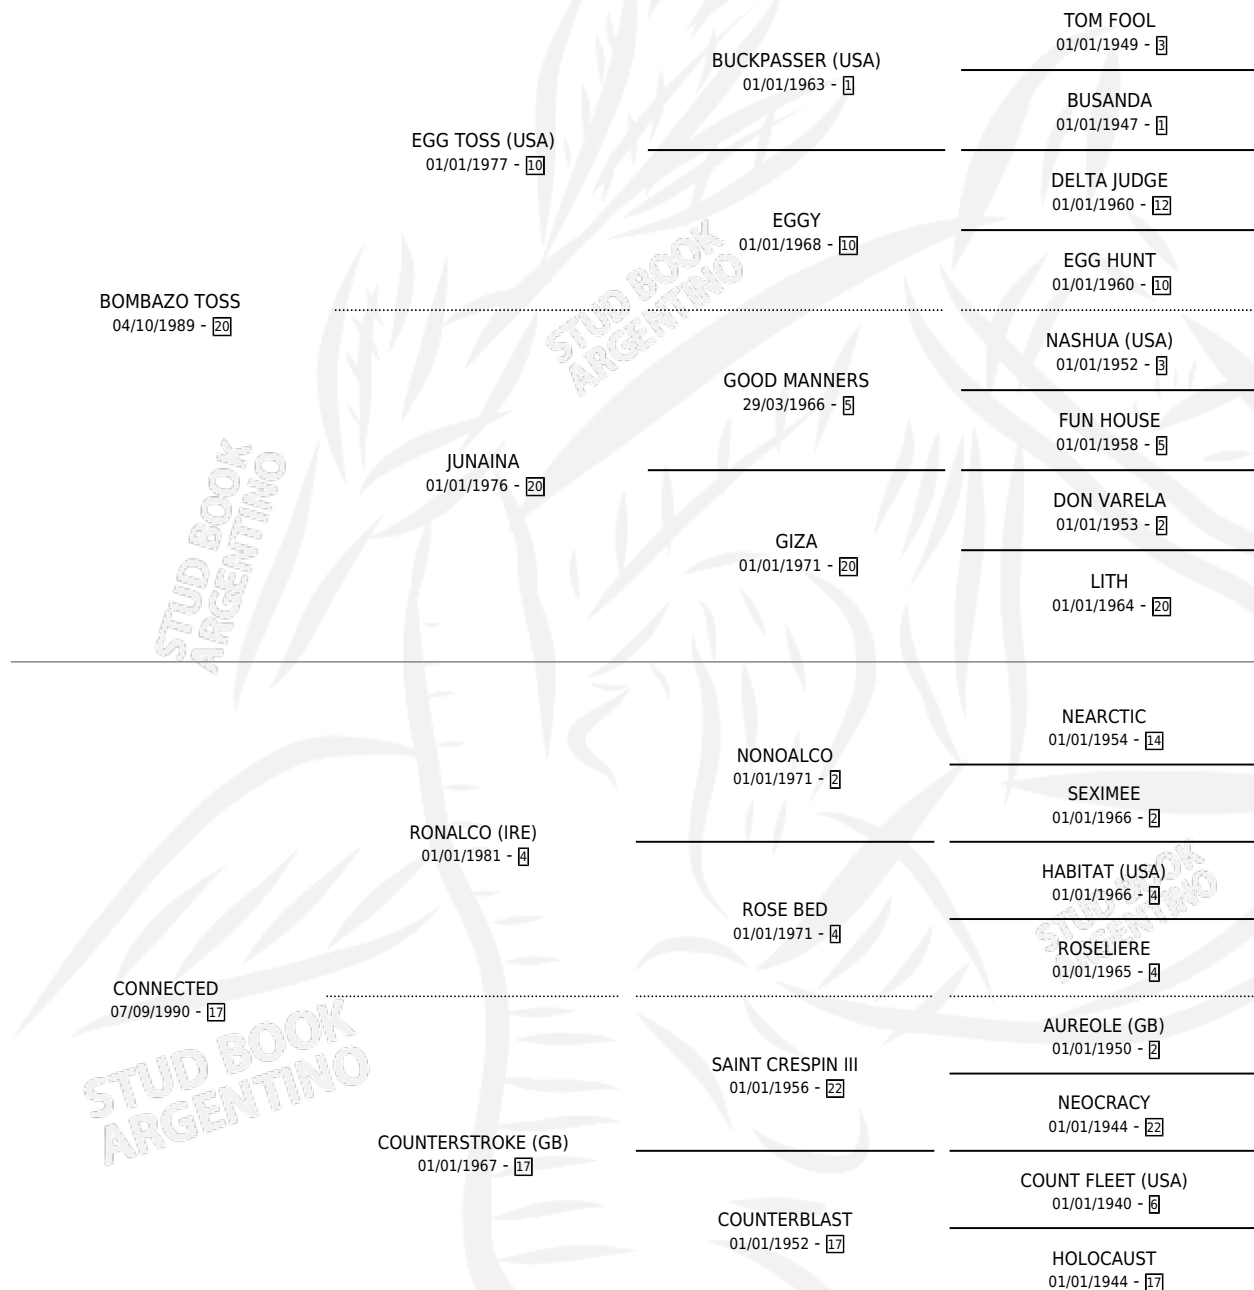 TOM FOOL
01/01/1949 - 3
BUCKPASSER (USA)
01/01/1963 - 1
BUSANDA
01/01/1947 - 1
EGG TOSS (USA)
01/01/1977 - 10
DELTA JUDGE
01/01/1960 - 12
EGGY
01/01/1968 - 10
EGG HUNT
01/01/1960 - 10
BOMBAZO TOSS
04/10/1989 - 20
NASHUA (USA)
01/01/1952 - 3
GOOD MANNERS
29/03/1966 - 5
FUN HOUSE
01/01/1958 - 5
JUNAINA
01/01/1976 - 20
DON VARELA
01/01/1953 - 2
GIZA
01/01/1971 - 20
LITH
01/01/1964 - 20
STUD BOOK
ARGENTINO
STUD BOOK
ARGENTINO
NEARCTIC
01/01/1954 - 14
NONOALCO
01/01/1971 - 2
SEXIMEE
01/01/1966 - 2
RONALCO (IRE)
01/01/1981 - 4
HABITAT (USA)
01/01/1966 - 4
ROSE BED
01/01/1971 - 4
ROSELIERE
01/01/1965 - 4
STUD BOOK
ARGENTINO
CONNECTED
07/09/1990 - 17
AUREOLE (GB)
01/01/1950 - 2
SAINT CRESPIN III
01/01/1956 - 22
NEOCRACY
01/01/1944 - 22
COUNTERSTROKE (GB)
01/01/1967 - 17
COUNT FLEET (USA)
01/01/1940 - 6
COUNTERBLAST
01/01/1952 - 17
HOLOCAUST
01/01/1944 - 17
STUD BOOK
ARGENTINO